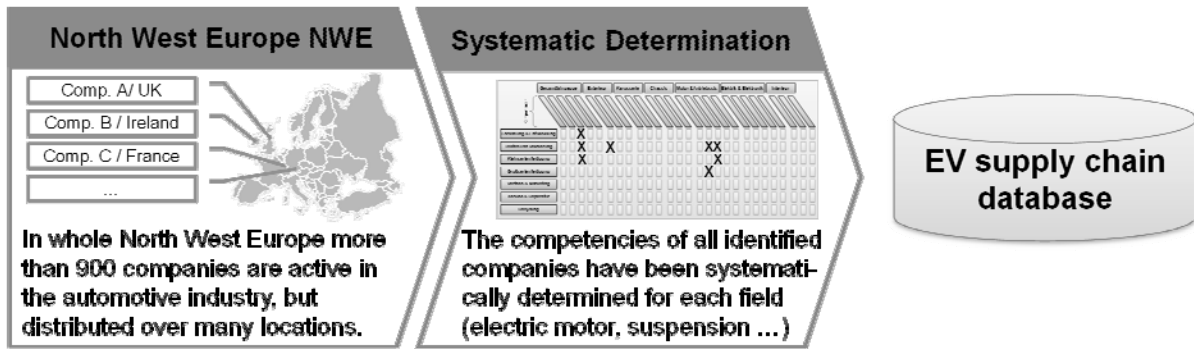 North West Europe NWE
Comp. A/ UK
Comp. B / Ireland
Comp. C / France
...
In whole North West Europe more
than 900 companies are active in
the automotive industry, but
distributed over many locations.
Systematic Determination
X
X X XX
X X
X
The competencies of all identified
companies have been systemati-
cally determined for each field
(electric motor, suspension ...)
EV supply chain
database